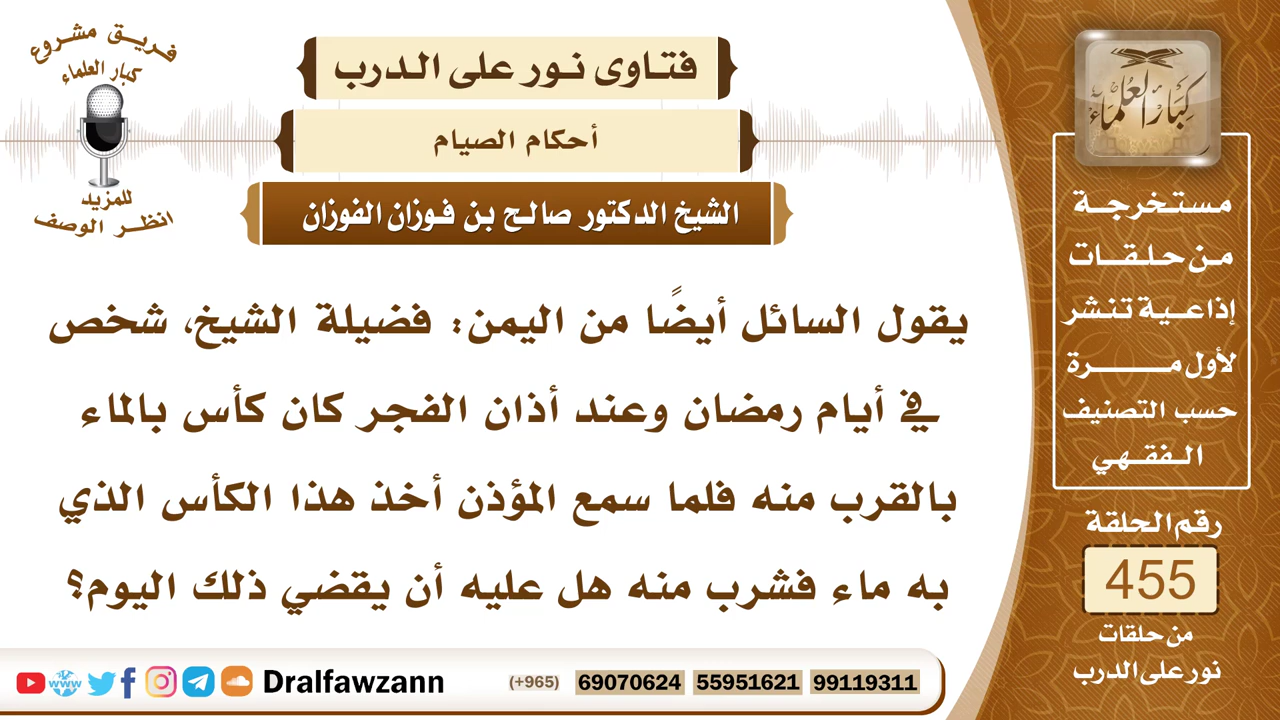 فريق مشروع
كبار العلماء
للمزيد
انظر الوصف
فتاوى نور على الدرب
أحكام الصيام
الشيخ الدكتور صالح بن فوزان الفوزان
يقول السائل أيضًا من اليمن: فضيلة الشيخ، شخص
في أيام رمضان وعند أذان الفجر كان كأس بالماء
بالقرب منه فلما سمع المؤذن أخذ هذا الكأس الذي
به ماء فشرب منه هل عليه أن يقضي ذلك اليوم؟
كبار العلماء
مستخرجة
من حلقات
إذاعية تنشر
لأول مرة
حسب التصنيف
الفقهي
رقم الحلقة
455
من حلقات
نور على الدرب
www
Dralfawzann (+965) 69070624 55951621 99119311